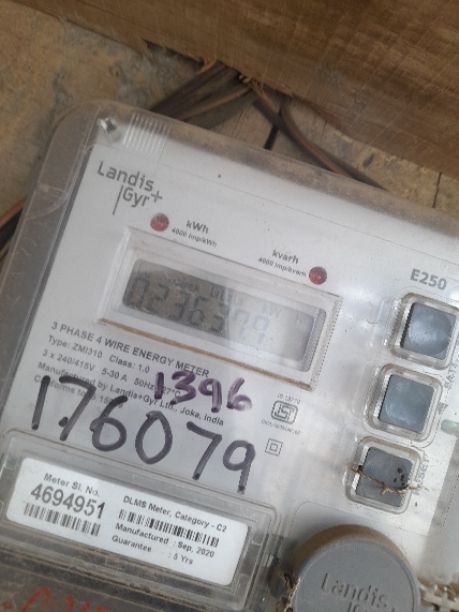 Landis
Gyr+
kWh
4000 imp/kWh
kvarh
4000 imp/kvarh
E250
3 PHASE 4 WIRE ENERGY METER
Type: ZMI310 Class: 1.0
3 x 240/415V 5-30 A 50Hz
Manufactured by Landis+Gyr Ltd., Joka, India
1396
176079
Meter Sl. No.
4694951
DLMS Meter, Category - C2
Manufactured : Sep, 2020
Guarantee : 5 Yrs
Landis